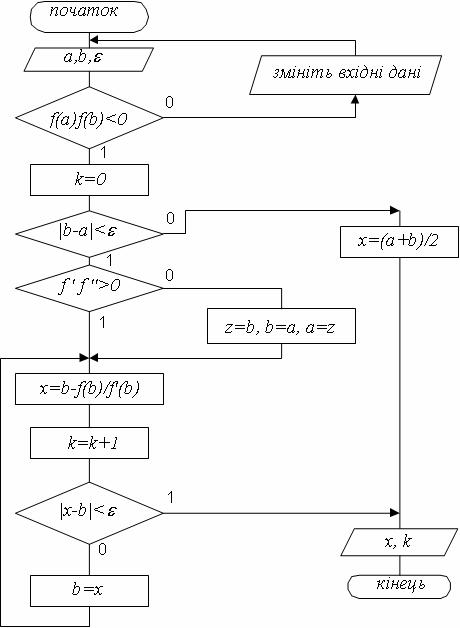 початок
a,b,ε
змініть вхідні дані
f(a)f(b)<0
0
1
k=0
|b-a|<ε
0
1
x=(a+b)/2
f' f''>0
0
1
z=b, b=a, a=z
x=b-f(b)/f'(b)
k=k+1
|x-b|<ε
1
0
x, k
b=x
кінець